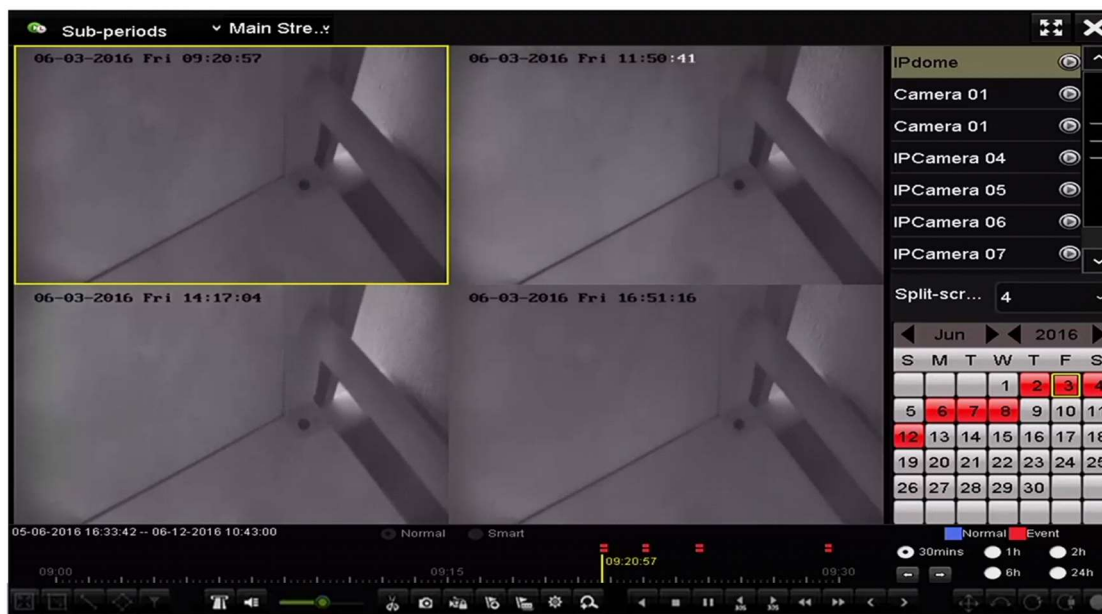 Sub-periods Main Stre..
06-03-2016 Fri 09:20:57
06-03-2016 Fri 11:50:41
06-03-2016 Fri 14:17:04
06-03-2016 Fri 16:51:16
IPdome
Camera 01
Camera 01
IPCamera 04
IPCamera 05
IPCamera 06
IPCamera 07
Split-scr... 4
Jun 2016
S M T W T F S
1 2 3 4
5 6 7 8 9 10 11
12 13 14 15 16 17 18
19 20 21 22 23 24 25
26 27 28 29 30
05-06-2016 16:33:42 -- 06-12-2016 10:43:00 Normal Smart
Normal Event
30mins 1h 2h
6h 24h
09:20:57
09:00 09:15 09:30
30S 30S